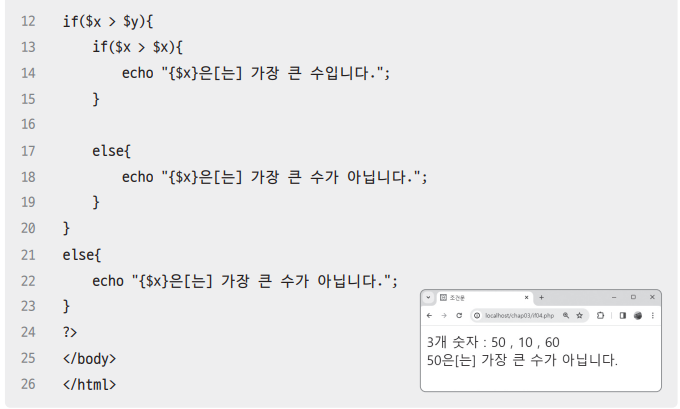 12 if($x > $y){
13 if($x > $x){
14 echo "{$x}은[는] 가장 큰 수입니다.";
15 }
16
17 else{
18 echo "{$x}은[는] 가장 큰 수가 아닙니다.";
19 }
20 }
21 else{
22 echo "{$x}은[는] 가장 큰 수가 아닙니다.";
23 }
24 ?>
25 </body>
26 </html>
조건문
localhost/chap03/if04.php
3개 숫자 : 50 , 10 , 60
50은[는] 가장 큰 수가 아닙니다.